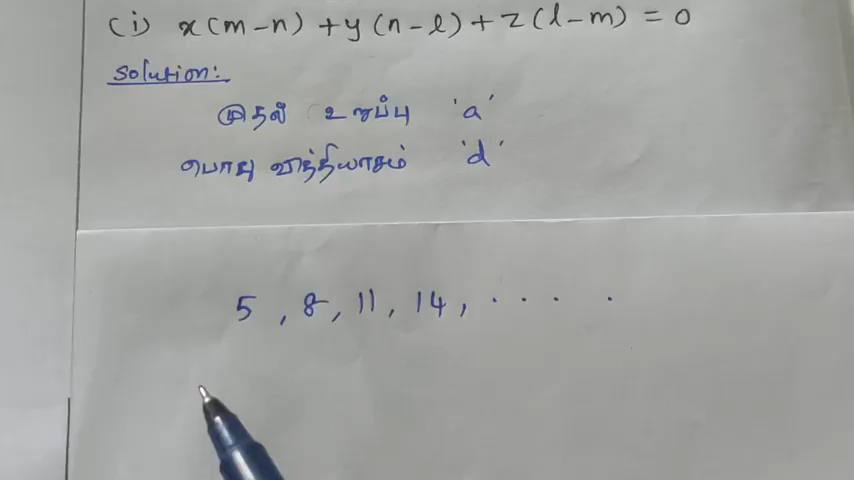 (i) x(m-n) + y(n-l) + z(l-m) = 0
Solution:
முதல் உறுப்பு 'a'
பொது வித்தியாசம் 'd'
5, 8, 11, 14, . . . .